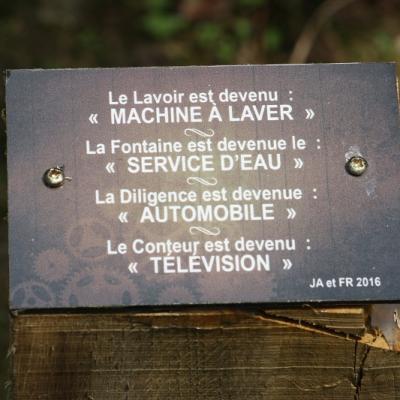 Le Lavoir est devenu :
« MACHINE À LAVER »
La Fontaine est devenue le :
« SERVICE D'EAU »
La Diligence est devenue :
« AUTOMOBILE »
Le Conteur est devenu :
« TÉLÉVISION »
JA et FR 2016